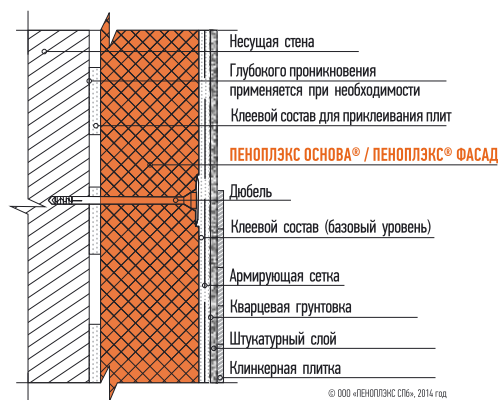 Несущая стена
Глубокого проникновения
применяется при необходимости
Клеевой состав для приклеивания плит
ПЕНОПЛЭКС ОСНОВА® / ПЕНОПЛЭКС® ФАСАД
Дюбель
Клеевой состав (базовый уровень)
Армирующая сетка
Кварцевая грунтовка
Штукатурный слой
Клинкерная плитка
© ООО «ПЕНОПЛЭКС СПб», 2014 год